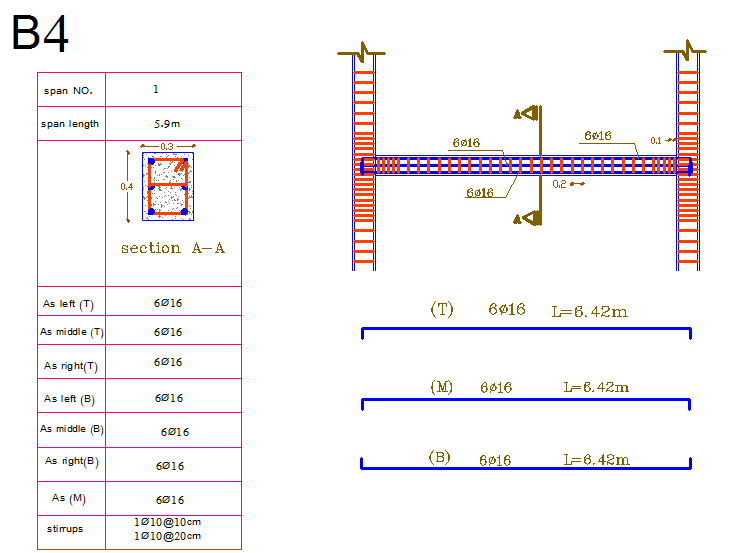 B4
span NO. 1
span length 5.9m
0.3
0.4
section A-A
As left (T) 6Ø16
As middle (T) 6Ø16
As right(T) 6Ø16
As left (B) 6Ø16
As middle (B) 6Ø16
As right(B) 6Ø16
As (M) 6Ø16
stirrups 1Ø10@10cm
1Ø10@20cm
A
6ø16 6ø16 0.1
6ø16 0.2
A
(T) 6Ø16 L=6.42m
(M) 6ø16 L=6.42m
(B) 6ø16 L=6.42m